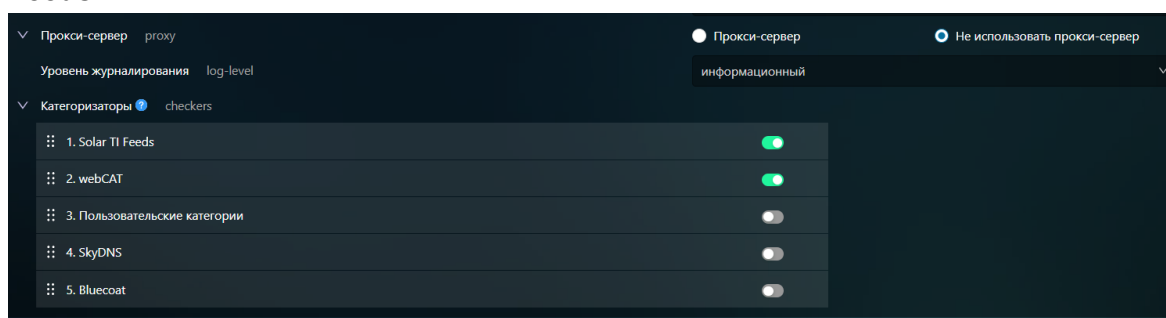 Прокси-сервер proxy Прокси-сервер Не использовать прокси-сервер
Уровень журналирования log-level информационный
Категоризаторы ? checkers
1. Solar TI Feeds
2. webCAT
3. Пользовательские категории
4. SkyDNS
5. Bluecoat